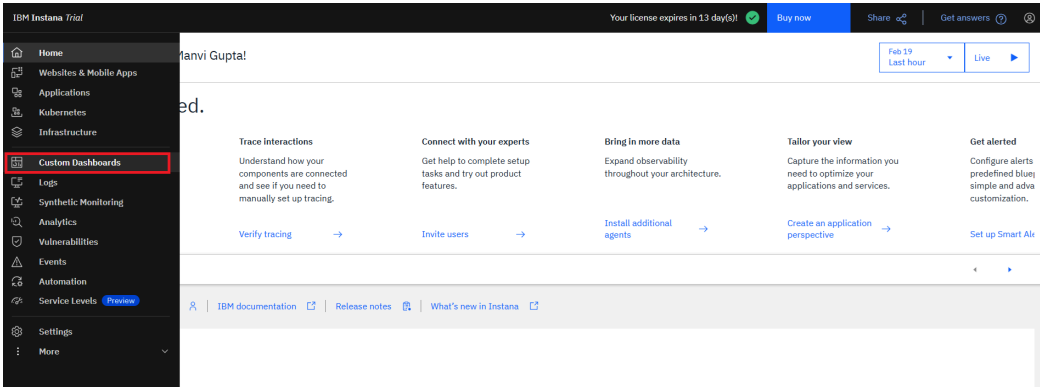 IBM Instana Trial
Your license expires in 13 day(s)!
Buy now
Share
Get answers
Home
Websites & Mobile Apps
Applications
Kubernetes
Infrastructure
Custom Dashboards
Logs
Synthetic Monitoring
Analytics
Vulnerabilities
Events
Automation
Service Levels Preview
Settings
More
Manvi Gupta!
Feb 19
Last hour
Live
ed.
Trace interactions
Understand how your
components are connected
and see if you need to
manually set up tracing.
Verify tracing
Connect with your experts
Get help to complete setup
tasks and try out product
features.
Invite users
Bring in more data
Expand observability
throughout your architecture.
Install additional
agents
Tailor your view
Capture the information you
need to optimize your
applications and services.
Create an application
perspective
Get alerted
Configure alerts
predefined
simple and
customization.
Set up Smart
IBM documentation
Release notes
What's new in Instana